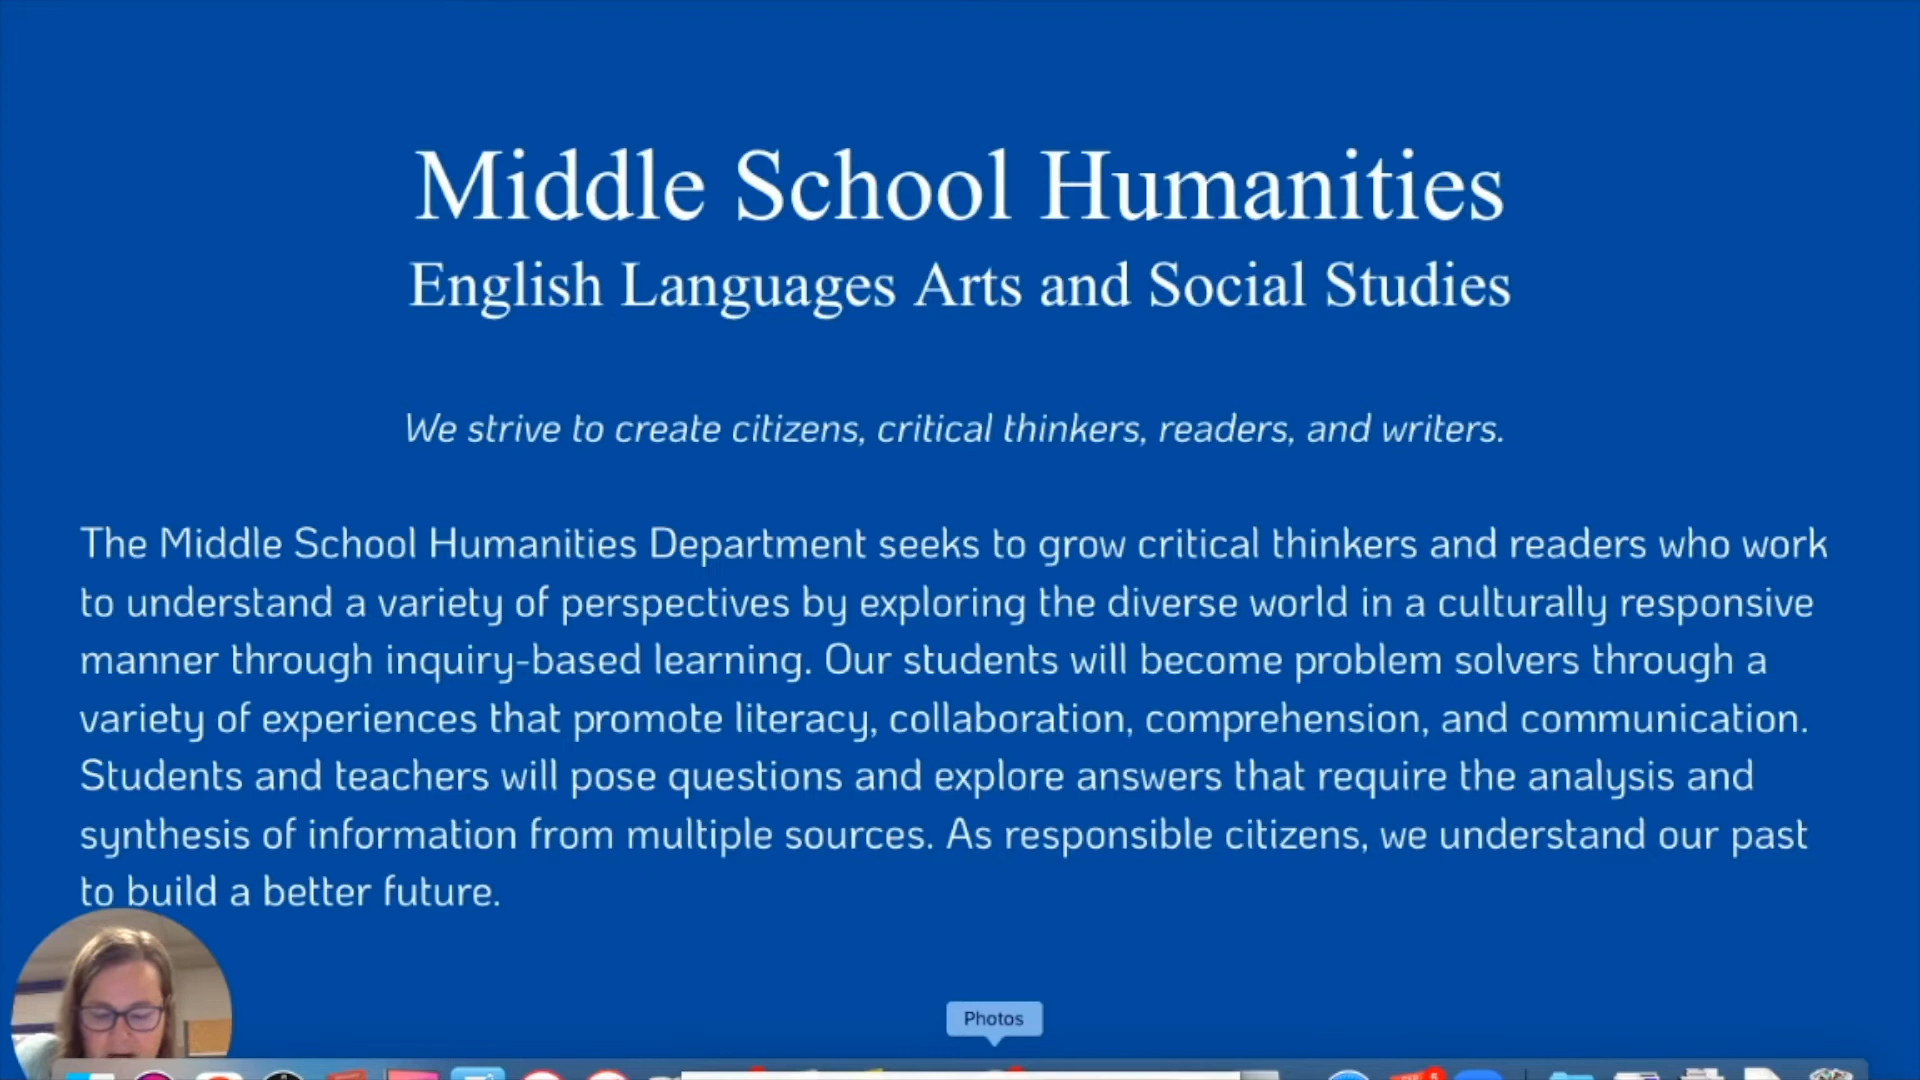 Middle School Humanities
English Languages Arts and Social Studies
We strive to create citizens, critical thinkers, readers, and writers.
The Middle School Humanities Department seeks to grow critical thinkers and readers who work
to understand a variety of perspectives by exploring the diverse world in a culturally responsive
manner through inquiry-based learning. Our students will become problem solvers through a
variety of experiences that promote literacy, collaboration, comprehension, and communication.
Students and teachers will pose questions and explore answers that require the analysis and
synthesis of information from multiple sources. As responsible citizens, we understand our past
to build a better future.
Photos